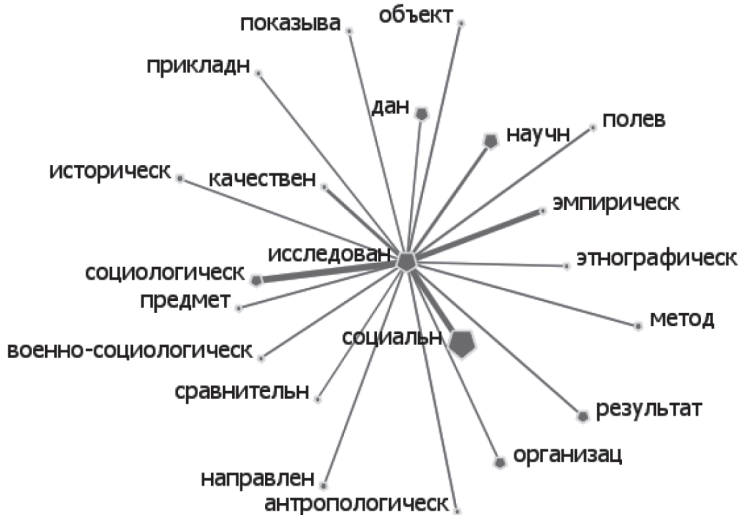 объект
показыва
прикладн
дан
полев
научн
историческ
качествен
эмпирическ
исследован
этнографическ
социологическ
предмет
метод
социальн
военно-социологическ
сравнительн
результат
организац
направлен
антропологическ